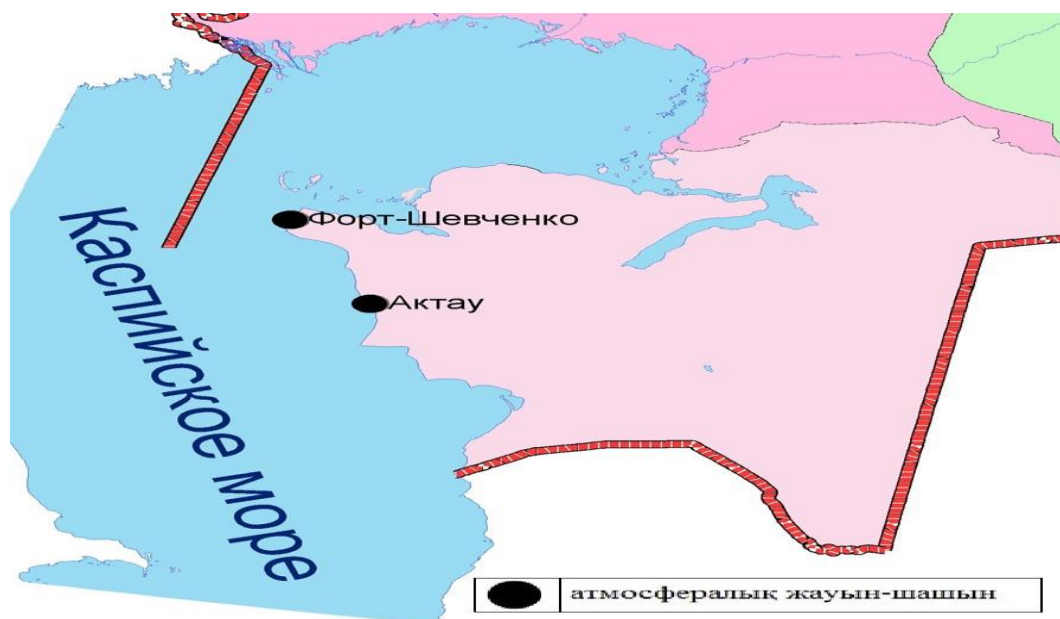 Форт-Шевченко
Актау
Каспийское море
атмосфералық жауын-шашын